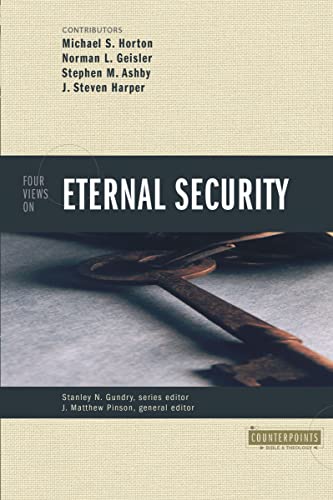 CONTRIBUTORS
Michael S. Horton
Norman L. Geisler
Stephen M. Ashby
J. Steven Harper
FOUR
VIEWS
ON
ETERNAL SECURITY
Stanley N. Gundry, series editor
J. Matthew Pinson, general editor
COUNTERPOINTS
BIBLE & THEOLOGY